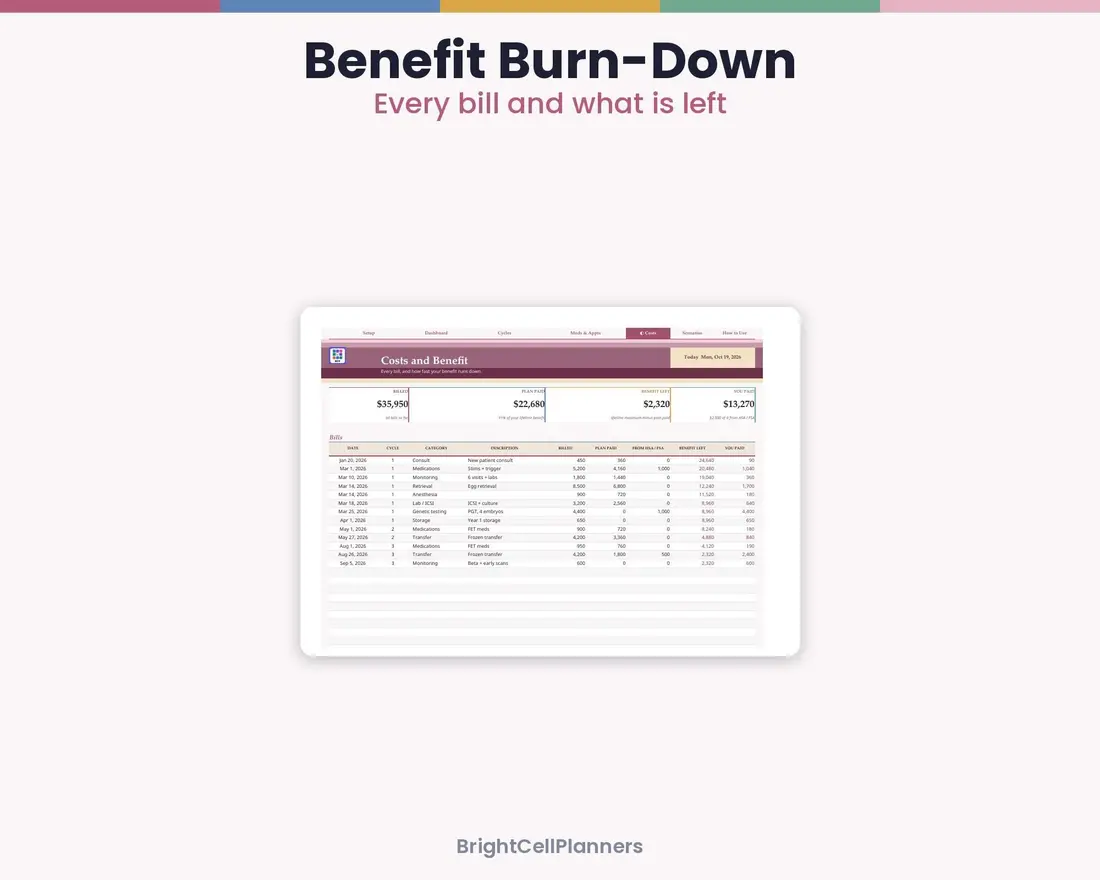 Benefit Burn-Down
Every bill and what is left
Setup Dashboard Cycles Meds & Appts Costs Scenarios How to Use
Costs and Benefit
Every bill, and how fast your benefit runs down
Today Mon, Oct 19, 2026
BILLED PLAN PAID BENEFIT LEFT YOU PAID
$35,950 $22,680 $2,320 $13,270
lifetime maximum minus plan paid
Bills
DATE CYCLE CATEGORY DESCRIPTION BILLED PLAN PAID FROM HSA / FSA BENEFIT LEFT YOU PAID
Jan 20, 2026 1 Consult New patient consult 450 360 0 24,640 90
Mar 1, 2026 1 Medications Stims + trigger 5,200 4,160 1,000 20,480 1,040
Mar 10, 2026 1 Monitoring 6 visits + labs 1,800 1,440 0 19,040 360
Mar 14, 2026 1 Retrieval Egg retrieval 8,500 6,800 0 12,240 1,700
Mar 14, 2026 1 Anesthesia 900 720 0 11,520 180
Mar 18, 2026 1 Lab / ICSI ICSI + culture 3,200 2,560 0 8,960 640
Mar 25, 2026 1 Genetic testing PGT, 4 embryos 4,400 0 1,000 8,960 4,400
Apr 1, 2026 1 Storage Year 1 storage 650 0 0 8,960 650
May 1, 2026 2 Medications FET meds 900 720 0 8,240 180
May 27, 2026 2 Transfer Frozen transfer 4,200 3,360 0 4,880 840
Aug 1, 2026 3 Medications FET meds 950 760 0 4,120 190
Aug 26, 2026 3 Transfer Frozen transfer 4,200 1,800 500 2,320 2,400
Sep 5, 2026 3 Monitoring Beta + early scans 600 0 0 2,320 600
BrightCellPlanners